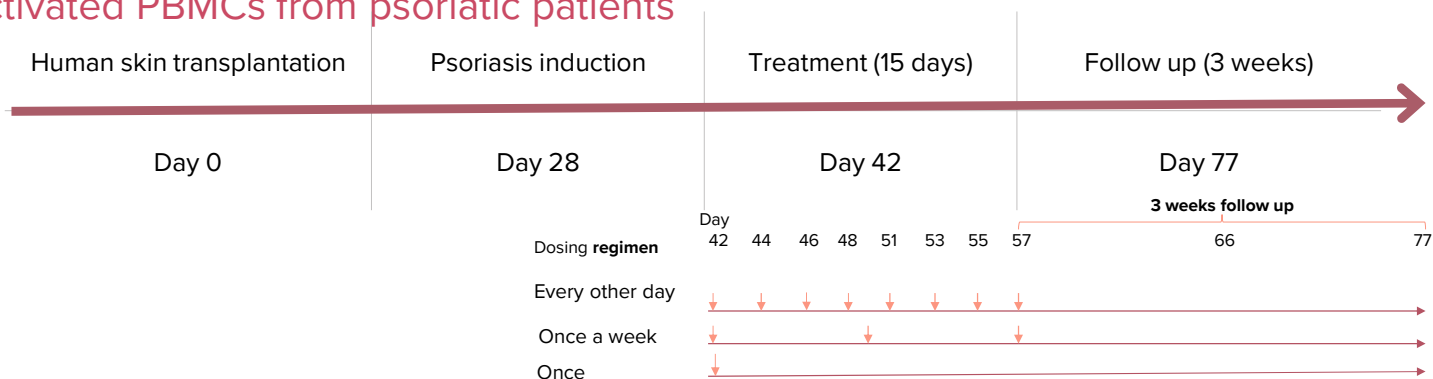 ctivated PBMCs from psoriatic patients
Human skin transplantation Psoriasis induction Treatment (15 days) Follow up (3 weeks)
Day 0 Day 28 Day 42 Day 77
3 weeks follow up
Day
Dosing regimen 42 44 46 48 51 53 55 57 66 77
Every other day
Once a week
Once